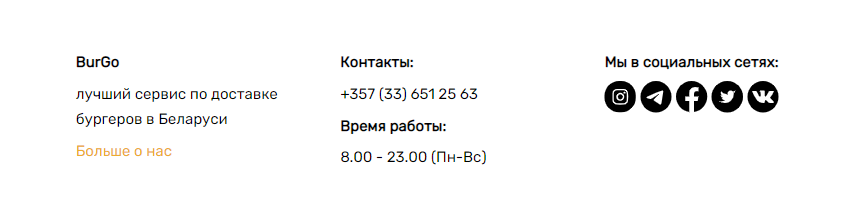 BurGo
лучший сервис по доставке
бургеров в Беларуси
Больше о нас
Контакты:
+357 (33) 651 25 63
Время работы:
8.00 - 23.00 (Пн-Вс)
Мы в социальных сетях: